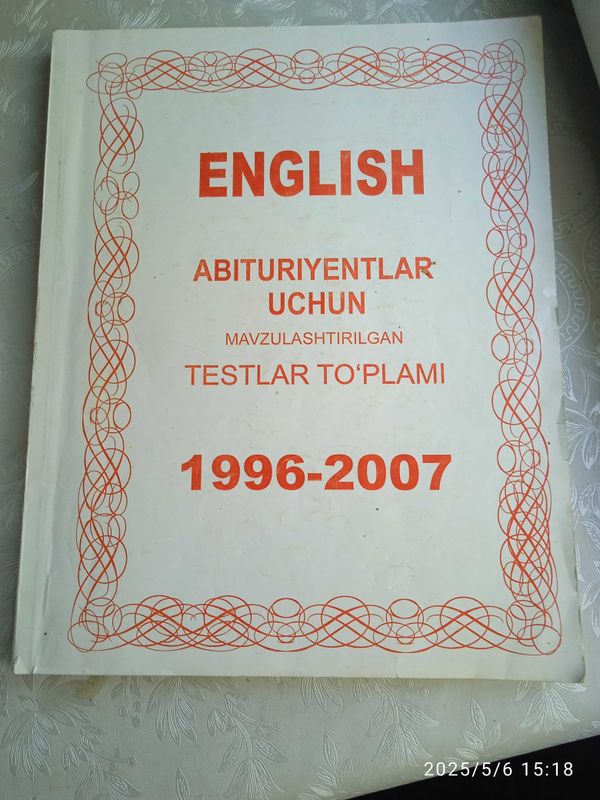 ENGLISH
ABITURIYENTLAR
UCHUN
MAVZULASHTIRILGAN
TESTLAR TO‘PLAMI
1996-2007
2025/5/6 15:18